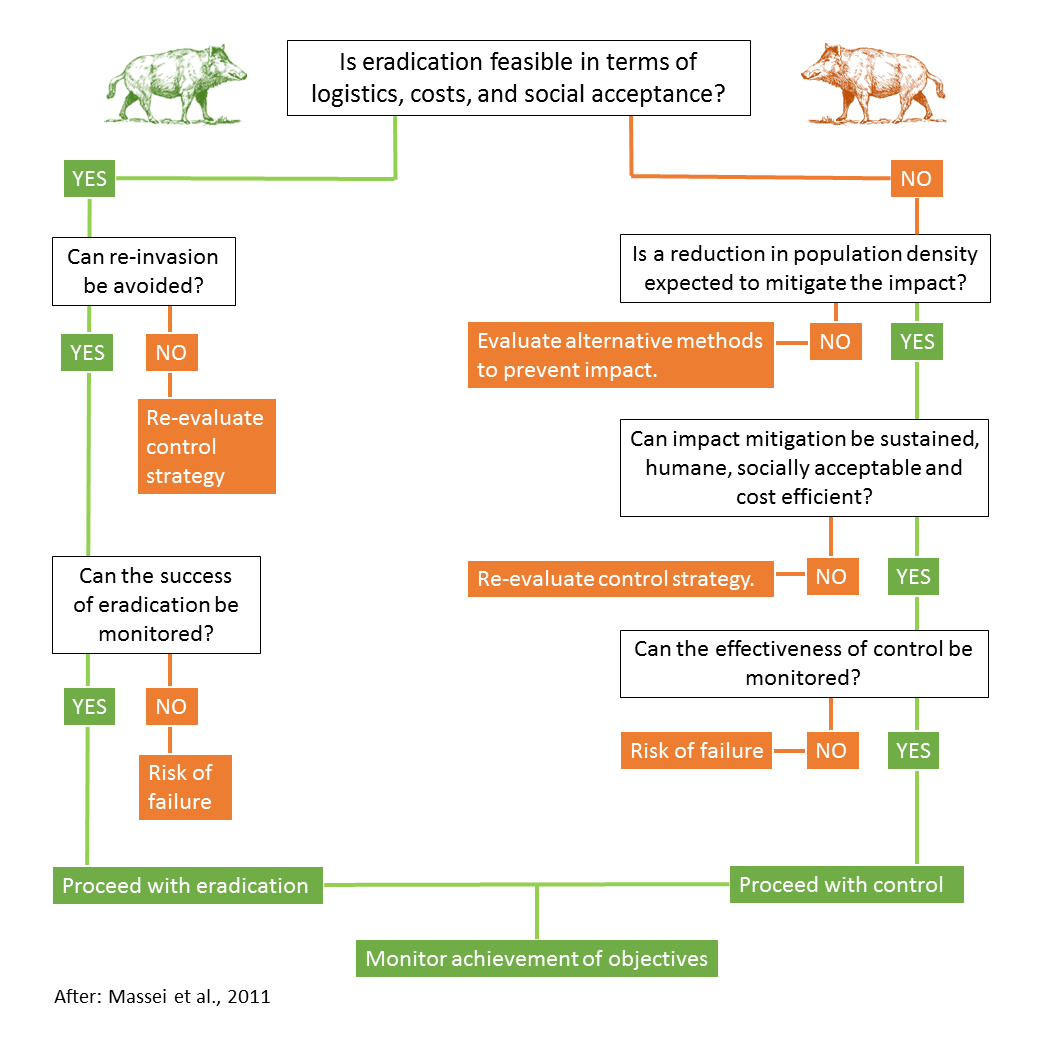 Is eradication feasible in terms of
logistics, costs, and social acceptance?
YES
Can re-invasion
be avoided?
YES
NO
Re-evaluate
control
strategy
Can the success
of eradication be
monitored?
YES
NO
Risk of
failure
Proceed with eradication
NO
Is a reduction in population density
expected to mitigate the impact?
Evaluate alternative methods
to prevent impact.
NO
YES
Can impact mitigation be sustained,
humane, socially acceptable and
cost efficient?
Re-evaluate control strategy.
NO
YES
Can the effectiveness of control be
monitored?
Risk of failure
NO
YES
Proceed with control
Monitor achievement of objectives
After: Massei et al., 2011